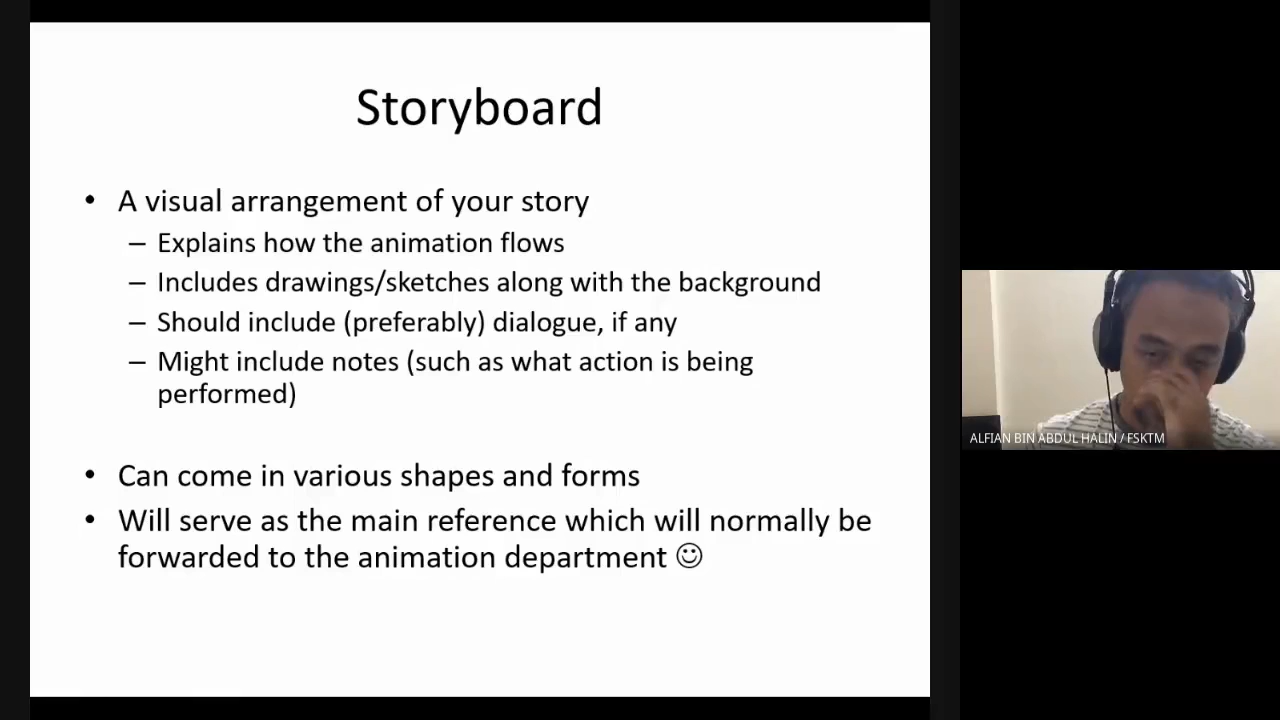 Storyboard
• A visual arrangement of your story
– Explains how the animation flows
– Includes drawings/sketches along with the background
– Should include (preferably) dialogue, if any
– Might include notes (such as what action is being
performed)
• Can come in various shapes and forms
• Will serve as the main reference which will normally be
forwarded to the animation department ☺
ALFIAN BIN ABDUL HALIN / FSKTM